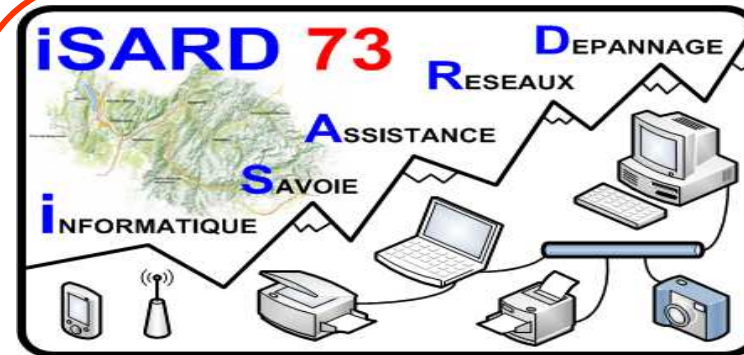 iSARD 73
DEPANNAGE
RESEAUX
ASSISTANCE
SAVOIE
iNFORMATIQUE